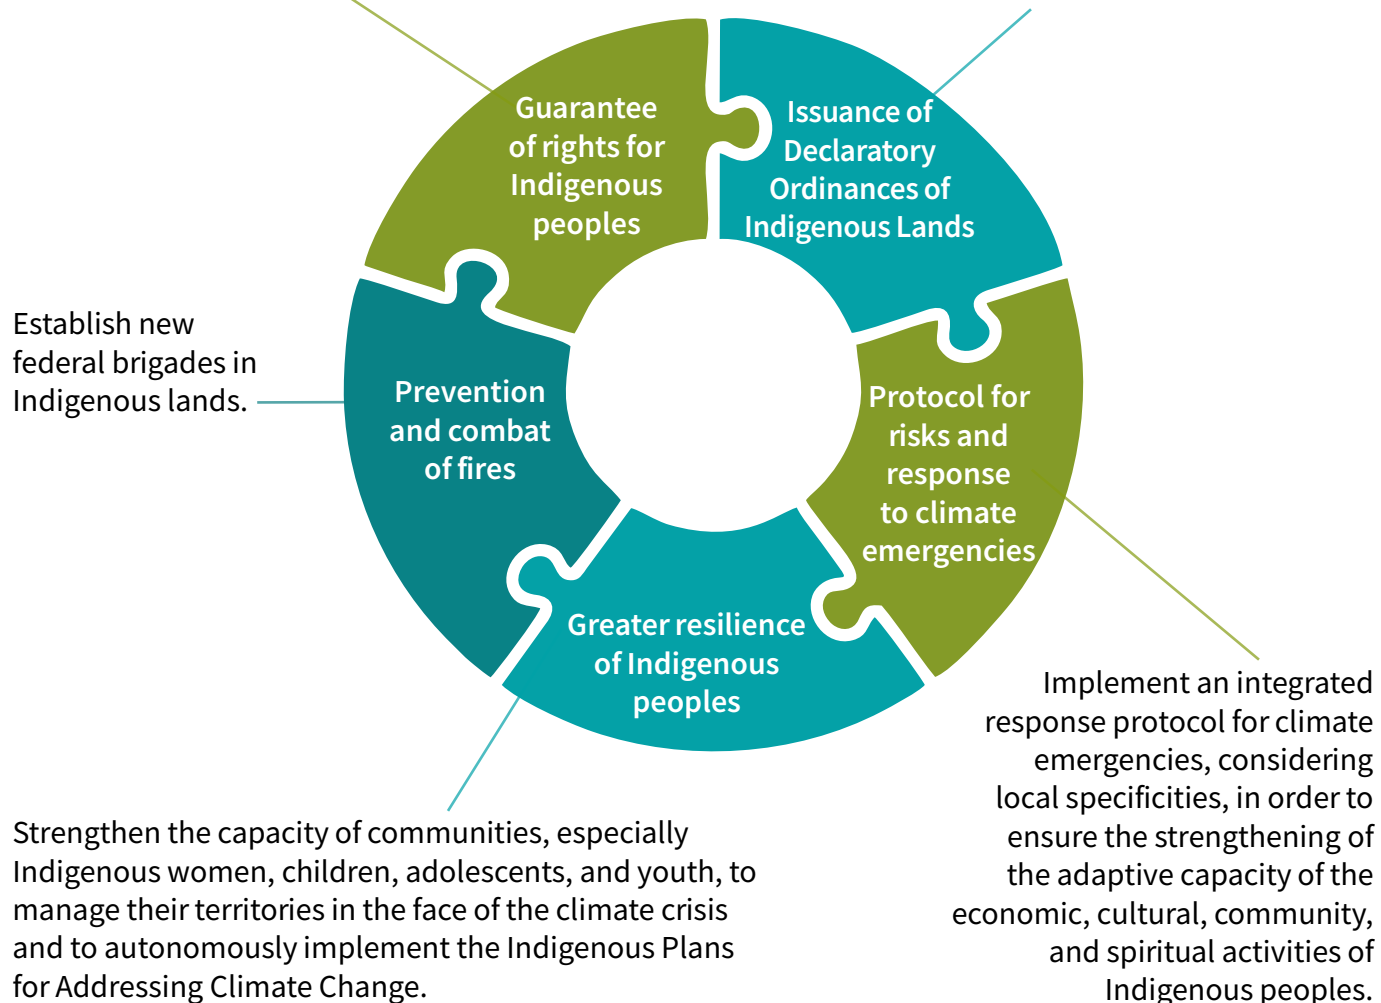 Guarantee
of rights for
Indigenous
peoples
Issuance of
Declaratory
Ordinances of
Indigenous Lands
Establish new
federal brigades in
Indigenous lands.
Prevention
and combat
of fires
Protocol for
risks and
response
to climate
emergencies
Greater resilience
of Indigenous
peoples
Strengthen the capacity of communities, especially
Indigenous women, children, adolescents, and youth, to
manage their territories in the face of the climate crisis
and to autonomously implement the Indigenous Plans
for Addressing Climate Change.
Implement an integrated
response protocol for climate
emergencies, considering
local specificities, in order to
ensure the strengthening of
the adaptive capacity of the
economic, cultural, community,
and spiritual activities of
Indigenous peoples.